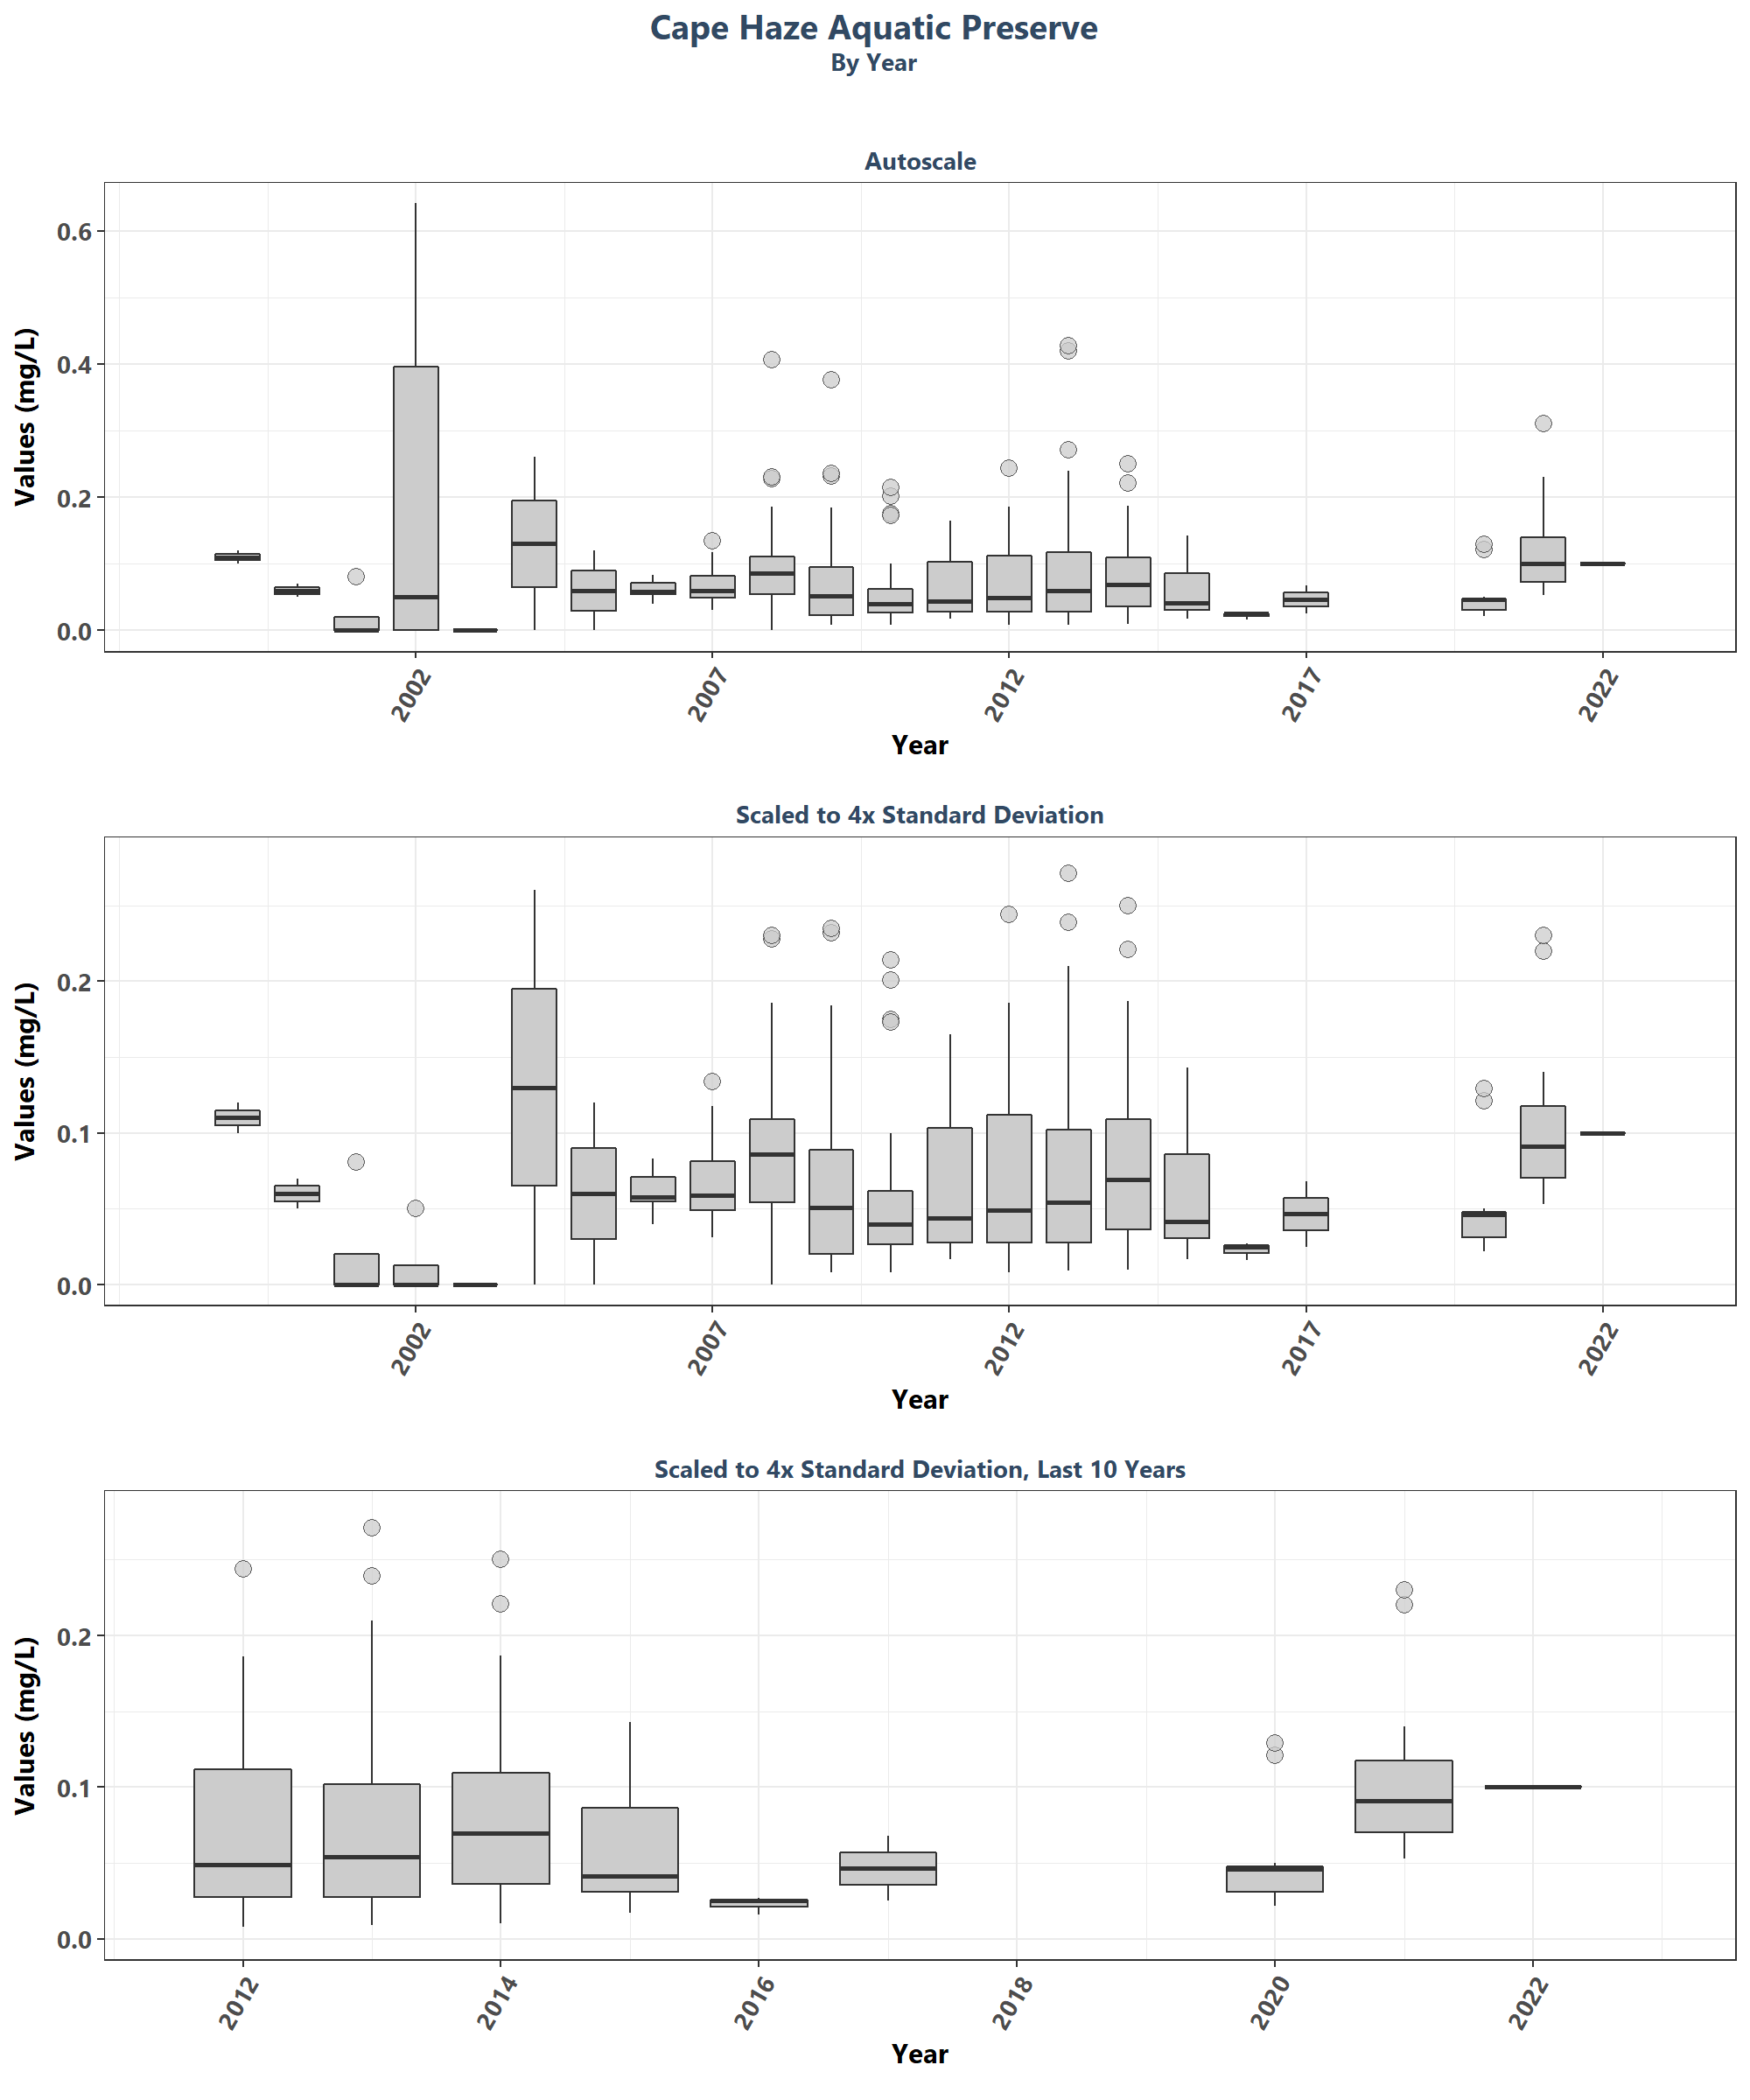 Cape Haze Aquatic Preserve
By Year
Autoscale
Values (mg/L)
0.6
0.4
0.2
0.0
2002
2007
2012
2017
2022
Year
Scaled to 4x Standard Deviation
Values (mg/L)
0.2
0.1
0.0
2002
2007
2012
2017
2022
Year
Scaled to 4x Standard Deviation, Last 10 Years
Values (mg/L)
0.2
0.1
0.0
2012
2014
2016
2018
2020
2022
Year